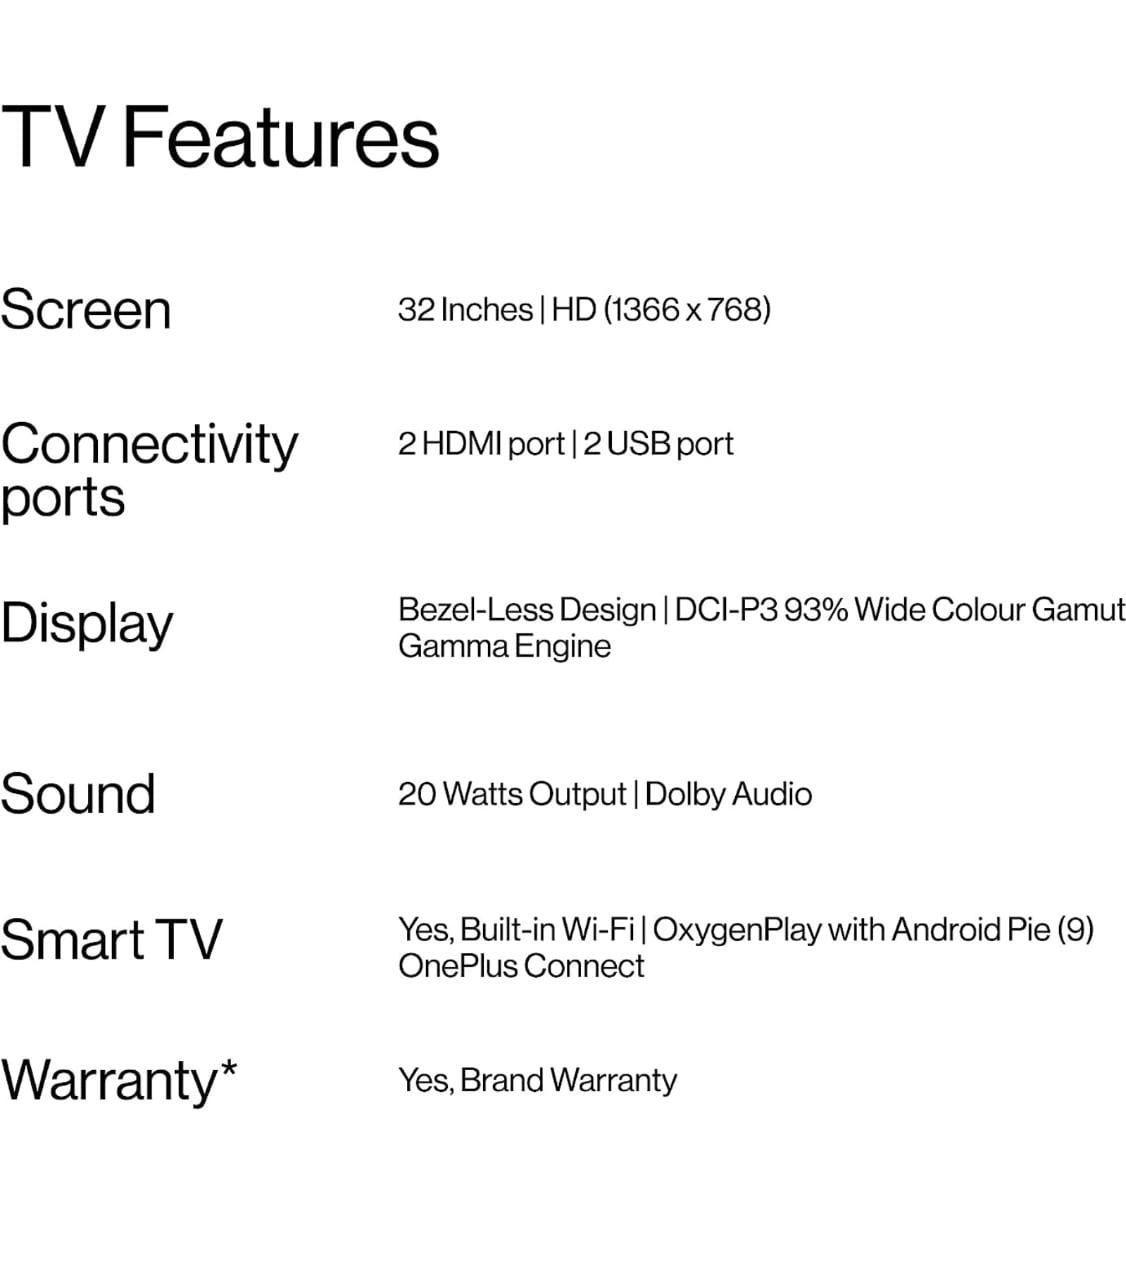 TV Features
Screen
32 Inches | HD (1366 x 768)
Connectivity
ports
2 HDMI port | 2 USB port
Display
Bezel-Less Design | DCI-P3 93% Wide Colour Gamut
Gamma Engine
Sound
20 Watts Output | Dolby Audio
Smart TV
Yes, Built-in Wi-Fi | OxygenPlay with Android Pie (9)
OnePlus Connect
Warranty*
Yes, Brand Warranty